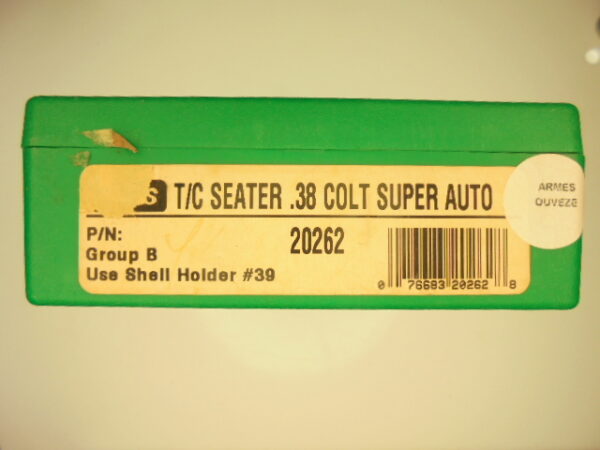 S T/C SEATER .38 COLT SUPER AUTO
P/N: 20262
Group B
Use Shell Holder #39
0 76683 20262 8
ARMES
OUVEZE